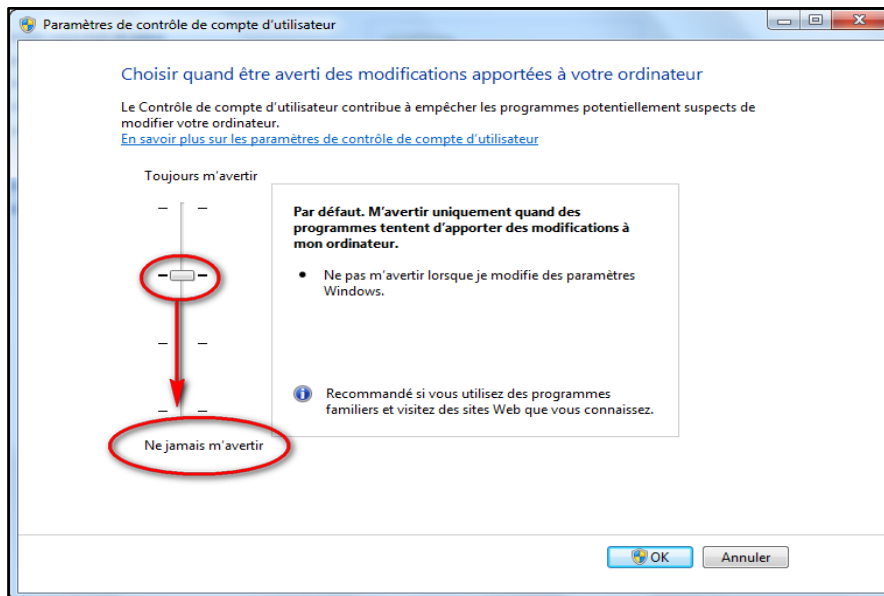 Paramètres de contrôle de compte d'utilisateur
Choisir quand être averti des modifications apportées à votre ordinateur
Le Contrôle de compte d'utilisateur contribue à empêcher les programmes potentiellement suspects de
modifier votre ordinateur.
En savoir plus sur les paramètres de contrôle de compte d'utilisateur
Toujours m'avertir
Par défaut. M'avertir uniquement quand des
programmes tentent d'apporter des modifications à
mon ordinateur.
• Ne pas m'avertir lorsque je modifie des paramètres
Windows.
Recommandé si vous utilisez des programmes
familiers et visitez des sites Web que vous connaissez.
Ne jamais m'avertir
OK
Annuler